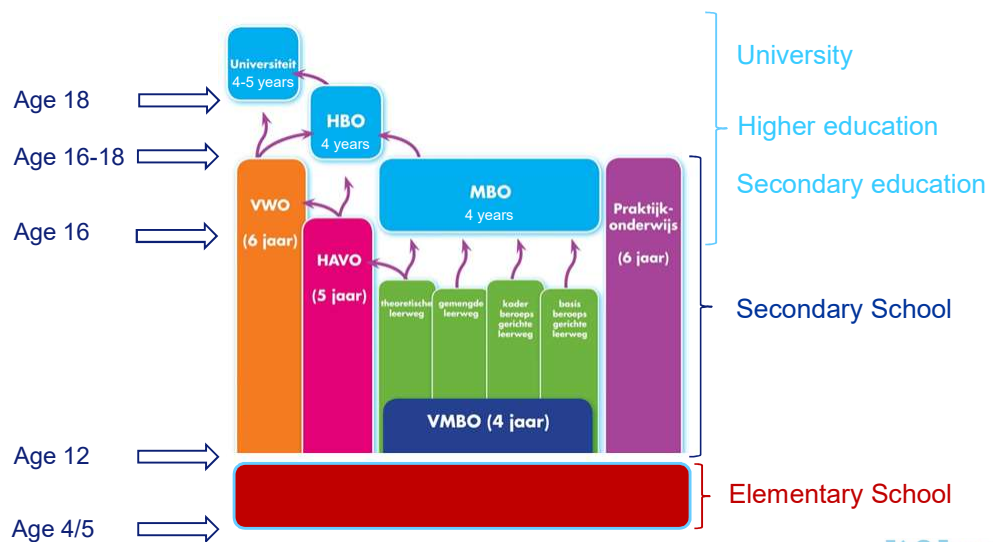 Universiteit
4-5 years
University
Age 18
HBO
4 years
Higher education
Age 16-18
MBO
4 years
Secondary education
VWO
(6 jaar)
Praktijk-
onderwijs
(6 jaar)
Age 16
HAVO
(5 jaar)
theoretische
leerweg
gemengde
leerweg
kader
beroeps
gerichte
leerweg
basis
beroeps
gerichte
leerweg
Secondary School
VMBO (4 jaar)
Age 12
Elementary School
Age 4/5